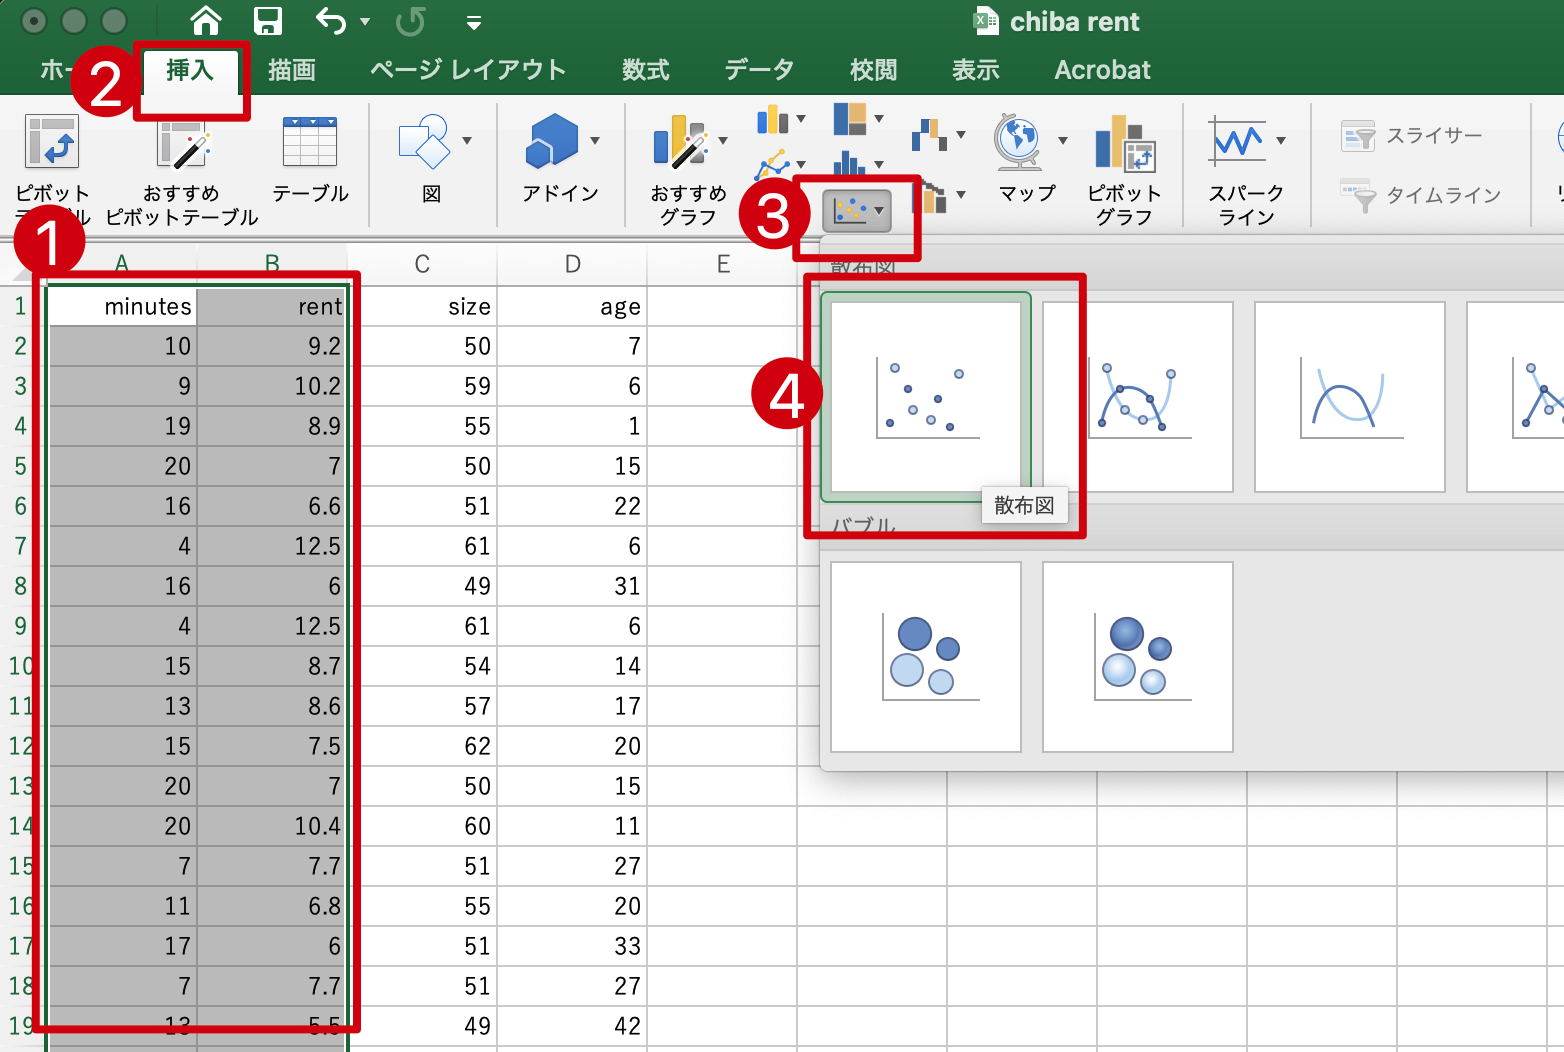 chiba rent
ホー 挿入 描画 ページ レイアウト 数式 データ 校閲 表示 Acrobat
2
ピボット
テーブル
おすすめ
ピボットテーブル
テーブル
図
アドイン
おすすめ
グラフ
マップ
ピボット
グラフ
スパーク
ライン
スライサー
タイムライン
3
1
散布図
A B C D E
1 minutes rent size age
2 10 9.2 50 7
3 9 10.2 59 6
4 19 8.9 55 1
5 20 7 50 15
6 16 6.6 51 22
7 4 12.5 61 6
8 16 6 49 31
9 4 12.5 61 6
10 15 8.7 54 14
11 13 8.6 57 17
12 15 7.5 62 20
13 20 7 50 15
14 20 10.4 60 11
15 7 7.7 51 27
16 11 6.8 55 20
17 17 6 51 33
18 7 7.7 51 27
19 13 5.5 49 42
4
散布図
バブル